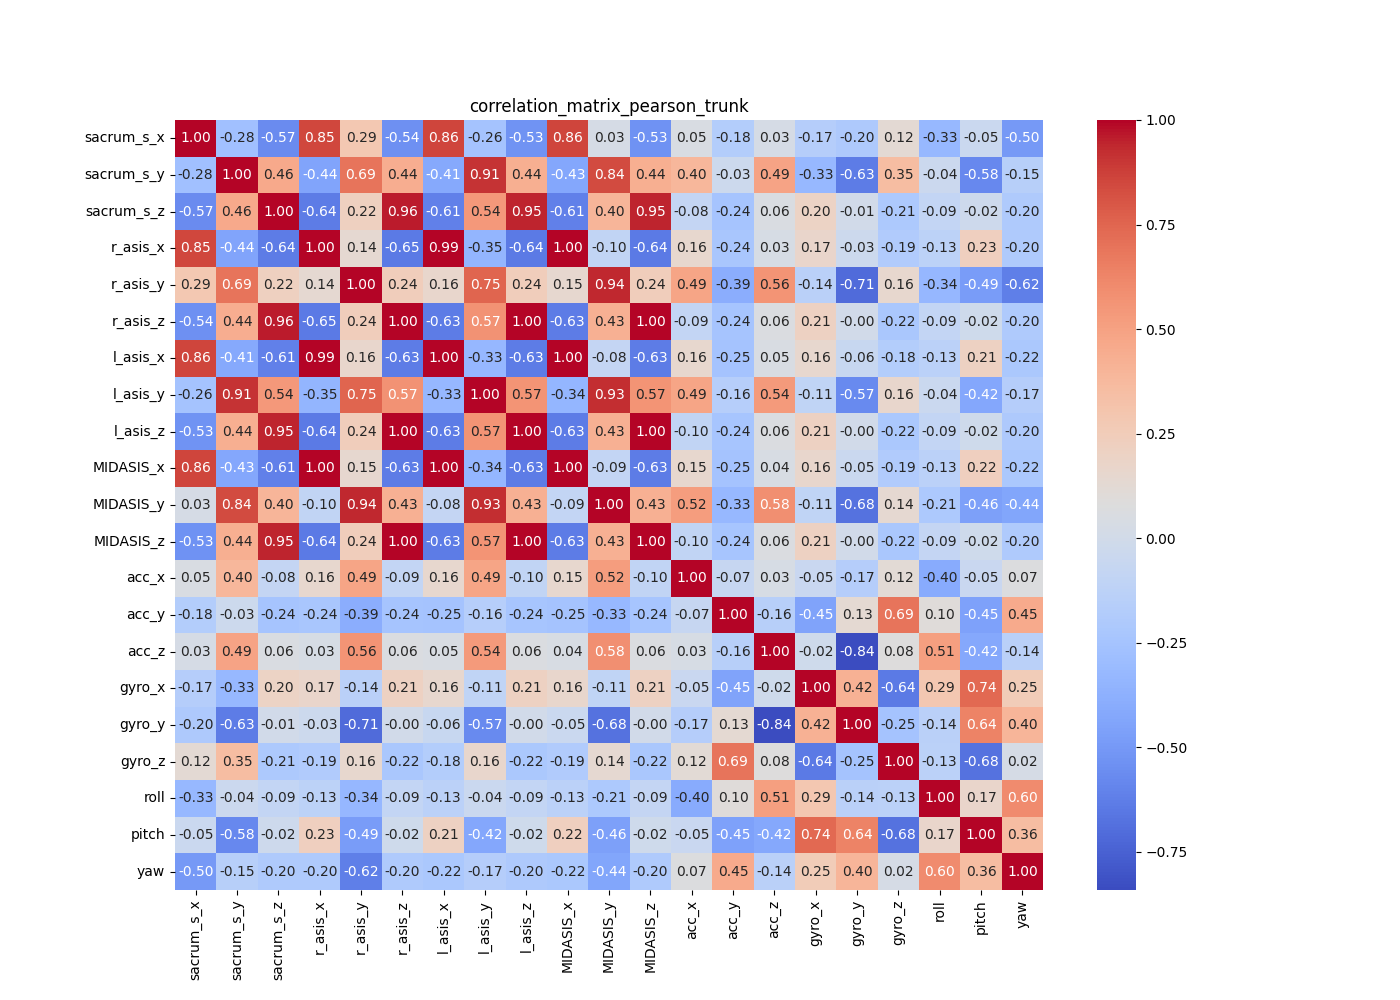 correlation_matrix_pearson_trunk
sacrum_s_x 1.00 -0.28 -0.57 0.85 0.29 -0.54 0.86 -0.26 -0.53 0.86 0.03 -0.53 0.05 -0.18 0.03 -0.17 -0.20 0.12 -0.33 -0.05 -0.50
sacrum_s_y -0.28 1.00 0.46 -0.44 0.69 0.44 -0.41 0.91 0.44 -0.43 0.84 0.44 0.40 -0.03 0.49 -0.33 -0.63 0.35 -0.04 -0.58 -0.15
sacrum_s_z -0.57 0.46 1.00 -0.64 0.22 0.96 -0.61 0.54 0.95 -0.61 0.40 0.95 -0.08 -0.24 0.06 0.20 -0.01 -0.21 -0.09 -0.02 -0.20
r_asis_x 0.85 -0.44 -0.64 1.00 0.14 -0.65 0.99 -0.35 -0.64 1.00 -0.10 -0.64 0.16 -0.24 0.03 0.17 -0.03 -0.19 -0.13 0.23 -0.20
r_asis_y 0.29 0.69 0.22 0.14 1.00 0.24 0.16 0.75 0.24 0.15 0.94 0.24 0.49 -0.39 0.56 -0.14 -0.71 0.16 -0.34 -0.49 -0.62
r_asis_z -0.54 0.44 0.96 -0.65 0.24 1.00 -0.63 0.57 1.00 -0.63 0.43 1.00 -0.09 -0.24 0.06 0.21 -0.00 -0.22 -0.09 -0.02 -0.20
l_asis_x 0.86 -0.41 -0.61 0.99 0.16 -0.63 1.00 -0.33 -0.63 1.00 -0.08 -0.63 0.16 -0.25 0.05 0.16 -0.06 -0.18 -0.13 0.21 -0.22
l_asis_y -0.26 0.91 0.54 -0.35 0.75 0.57 -0.33 1.00 0.57 -0.34 0.93 0.57 0.49 -0.16 0.54 -0.11 -0.57 0.16 -0.04 -0.42 -0.17
l_asis_z -0.53 0.44 0.95 -0.64 0.24 1.00 -0.63 0.57 1.00 -0.63 0.43 1.00 -0.10 -0.24 0.06 0.21 -0.00 -0.22 -0.09 -0.02 -0.20
MIDASIS_x 0.86 -0.43 -0.61 1.00 0.15 -0.63 1.00 -0.34 -0.63 1.00 -0.09 -0.63 0.15 -0.25 0.04 0.16 -0.05 -0.19 -0.13 0.22 -0.22
MIDASIS_y 0.03 0.84 0.40 -0.10 0.94 0.43 -0.08 0.93 0.43 -0.09 1.00 0.43 0.52 -0.33 0.58 -0.11 -0.68 0.14 -0.21 -0.46 -0.44
MIDASIS_z -0.53 0.44 0.95 -0.64 0.24 1.00 -0.63 0.57 1.00 -0.63 0.43 1.00 -0.10 -0.24 0.06 0.21 -0.00 -0.22 -0.09 -0.02 -0.20
acc_x 0.05 0.40 -0.08 0.16 0.49 -0.09 0.16 0.49 -0.10 0.15 0.52 -0.10 1.00 -0.07 0.03 -0.05 -0.17 0.12 -0.40 -0.05 0.07
acc_y -0.18 -0.03 -0.24 -0.24 -0.39 -0.24 -0.25 -0.16 -0.24 -0.25 -0.33 -0.24 -0.07 1.00 -0.16 -0.45 0.13 0.69 0.10 -0.45 0.45
acc_z 0.03 0.49 0.06 0.03 0.56 0.06 0.05 0.54 0.06 0.04 0.58 0.06 0.03 -0.16 1.00 -0.02 -0.84 0.08 0.51 -0.42 -0.14
gyro_x -0.17 -0.33 0.20 0.17 -0.14 0.21 0.16 -0.11 0.21 0.16 -0.11 0.21 -0.05 -0.45 -0.02 1.00 0.42 -0.64 0.29 0.74 0.25
gyro_y -0.20 -0.63 -0.01 -0.03 -0.71 -0.00 -0.06 -0.57 -0.00 -0.05 -0.68 -0.00 -0.17 0.13 -0.84 0.42 1.00 -0.25 -0.14 0.64 0.40
gyro_z 0.12 0.35 -0.21 -0.19 0.16 -0.22 -0.18 0.16 -0.22 -0.19 0.14 -0.22 0.12 0.69 0.08 -0.64 -0.25 1.00 -0.13 -0.68 0.02
roll -0.33 -0.04 -0.09 -0.13 -0.34 -0.09 -0.13 -0.04 -0.09 -0.13 -0.21 -0.09 -0.40 0.10 0.51 0.29 -0.14 -0.13 1.00 0.17 0.60
pitch -0.05 -0.58 -0.02 0.23 -0.49 -0.02 0.21 -0.42 -0.02 0.22 -0.46 -0.02 -0.05 -0.45 -0.42 0.74 0.64 -0.68 0.17 1.00 0.36
yaw -0.50 -0.15 -0.20 -0.20 -0.62 -0.20 -0.22 -0.17 -0.20 -0.22 -0.44 -0.20 0.07 0.45 -0.14 0.25 0.40 0.02 0.60 0.36 1.00
sacrum_s_x sacrum_s_y sacrum_s_z r_asis_x r_asis_y r_asis_z l_asis_x l_asis_y l_asis_z MIDASIS_x MIDASIS_y MIDASIS_z acc_x acc_y acc_z gyro_x gyro_y gyro_z roll pitch yaw
1.00
0.75
0.50
0.25
0.00
−0.25
−0.50
−0.75